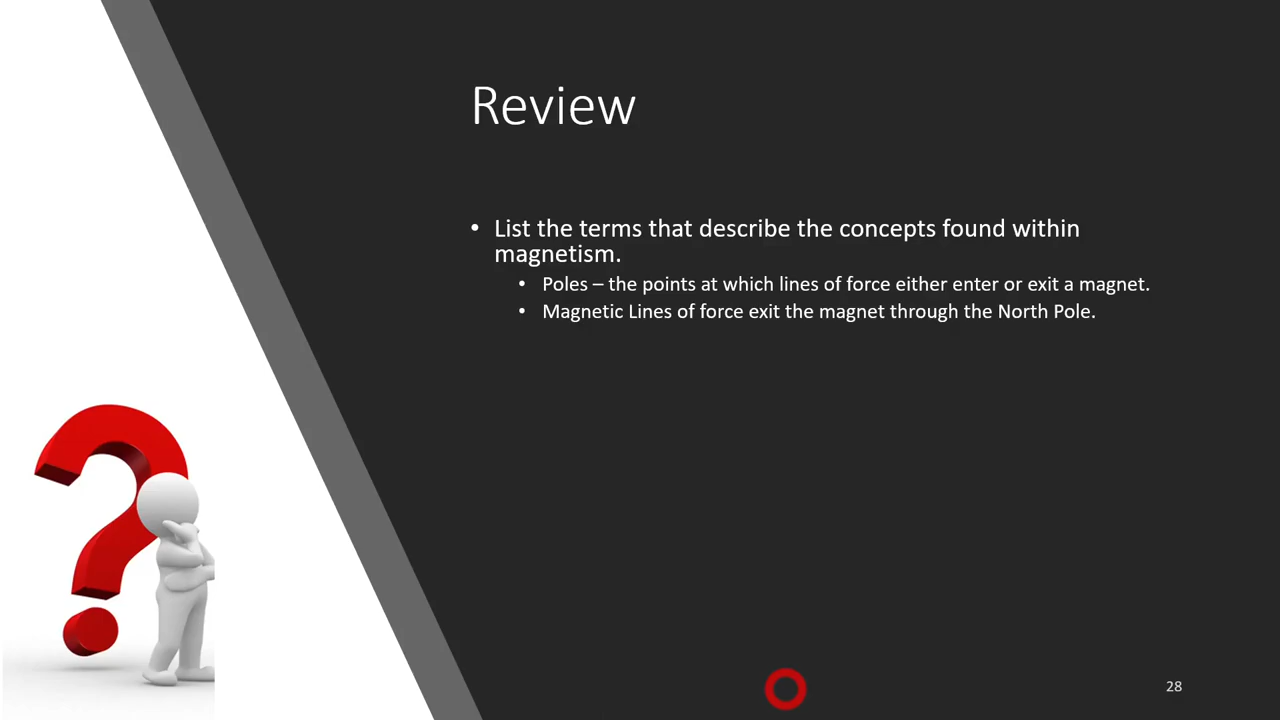 Review
• List the terms that describe the concepts found within
magnetism.
• Poles – the points at which lines of force either enter or exit a magnet.
• Magnetic Lines of force exit the magnet through the North Pole.
28